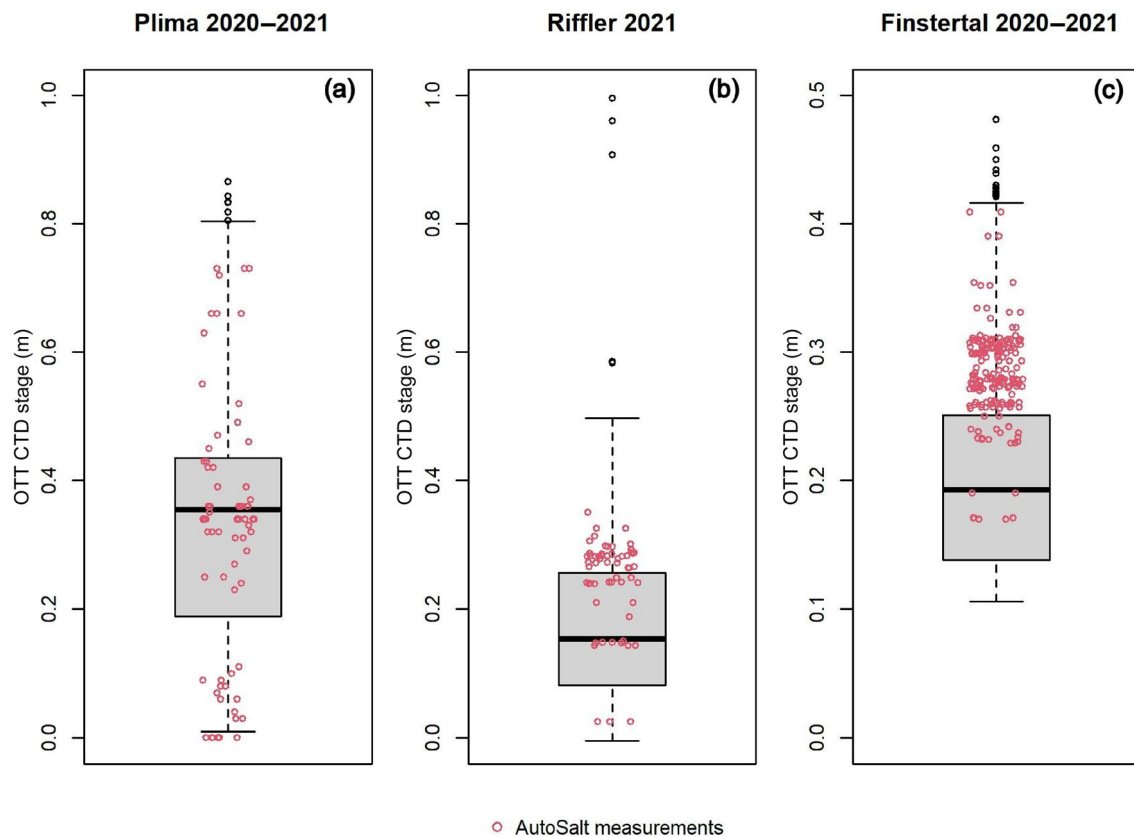 Plima 2020–2021
Riffler 2021
Finstertal 2020–2021
(a)
(b)
(c)
OTT CTD stage (m)
0.0
0.2
0.4
0.6
0.8
1.0
OTT CTD stage (m)
0.0
0.2
0.4
0.6
0.8
1.0
OTT CTD stage (m)
0.0
0.1
0.2
0.3
0.4
0.5
AutoSalt measurements